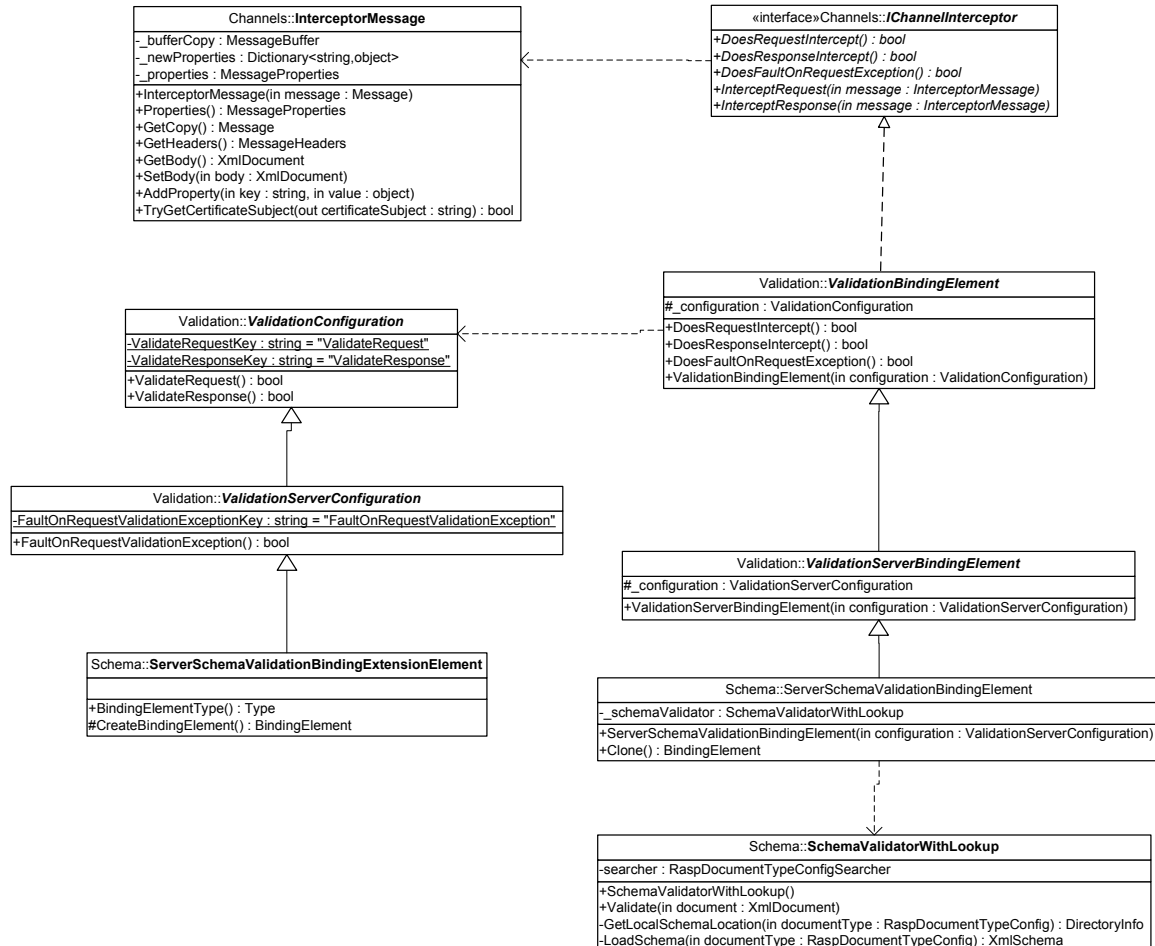 Channels::InterceptorMessage
-_bufferCopy : MessageBuffer
-_newProperties : Dictionary<string,object>
-_properties : MessageProperties
+InterceptorMessage(in message : Message)
+Properties() : MessageProperties
+GetCopy() : Message
+GetHeaders() : MessageHeaders
+GetBody() : XmlDocument
+SetBody(in body : XmlDocument)
+AddProperty(in key : string, in value : object)
+TryGetCertificateSubject(out certificateSubject : string) : bool
«interface»Channels::IChannelInterceptor
+DoesRequestIntercept() : bool
+DoesResponseIntercept() : bool
+DoesFaultOnRequestException() : bool
+InterceptRequest(in message : InterceptorMessage)
+InterceptResponse(in message : InterceptorMessage)
Validation::ValidationBindingElement
#_configuration : ValidationConfiguration
+DoesRequestIntercept() : bool
+DoesResponseIntercept() : bool
+DoesFaultOnRequestException() : bool
+ValidationBindingElement(in configuration : ValidationConfiguration)
Validation::ValidationConfiguration
-ValidateRequestKey : string = "ValidateRequest"
-ValidateResponseKey : string = "ValidateResponse"
+ValidateRequest() : bool
+ValidateResponse() : bool
Validation::ValidationServerConfiguration
-FaultOnRequestValidationExceptionKey : string = "FaultOnRequestValidationException"
+FaultOnRequestValidationException() : bool
Validation::ValidationServerBindingElement
#_configuration : ValidationServerConfiguration
+ValidationServerBindingElement(in configuration : ValidationServerConfiguration)
Schema::ServerSchemaValidationBindingExtensionElement
+BindingElementType() : Type
#CreateBindingElement() : BindingElement
Schema::ServerSchemaValidationBindingElement
-_schemaValidator : SchemaValidatorWithLookup
+ServerSchemaValidationBindingElement(in configuration : ValidationServerConfiguration)
+Clone() : BindingElement
Schema::SchemaValidatorWithLookup
-searcher : RaspDocumentTypeConfigSearcher
+SchemaValidatorWithLookup()
+Validate(in document : XmlDocument)
-GetLocalSchemaLocation(in documentType : RaspDocumentTypeConfig) : DirectoryInfo
-LoadSchema(in documentType : RaspDocumentTypeConfig) : XmlSchema